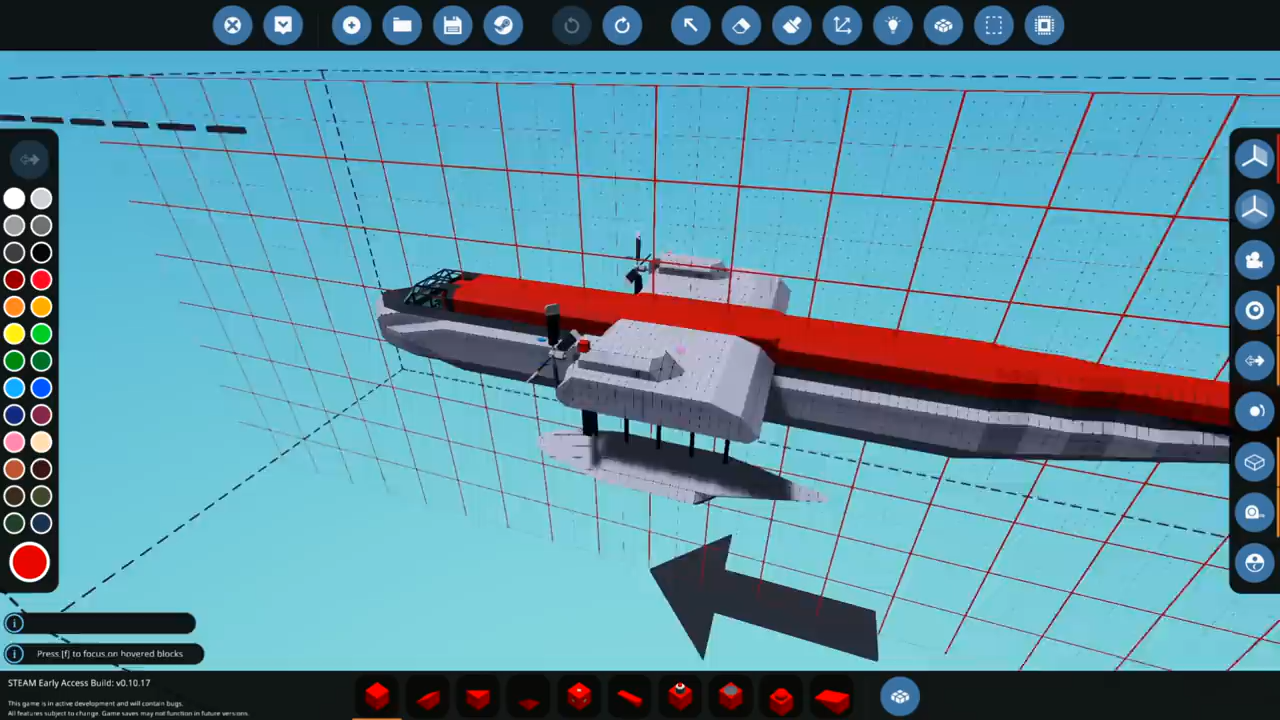 Press [f] to focus on hovered blocks
STEAM Early Access Build: v0.10.17
This game is in active development and will contain bugs.
All features subject to change. Game saves may not function in future versions.